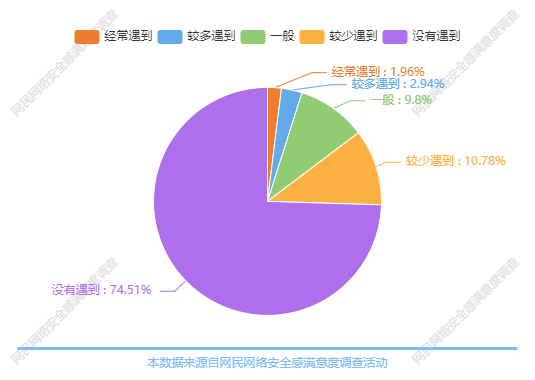 经常遇到 较多遇到 一般 较少遇到 没有遇到
经常遇到 : 1.96%
较多遇到 : 2.94%
一般 : 9.8%
较少遇到 : 10.78%
没有遇到 : 74.51%
网民网络安全感满意度调查
网民网络安全感满意度调查
网民网络安全感满意度调查
网民网络安全感满意度调查
本数据来源自网民网络安全感满意度调查活动